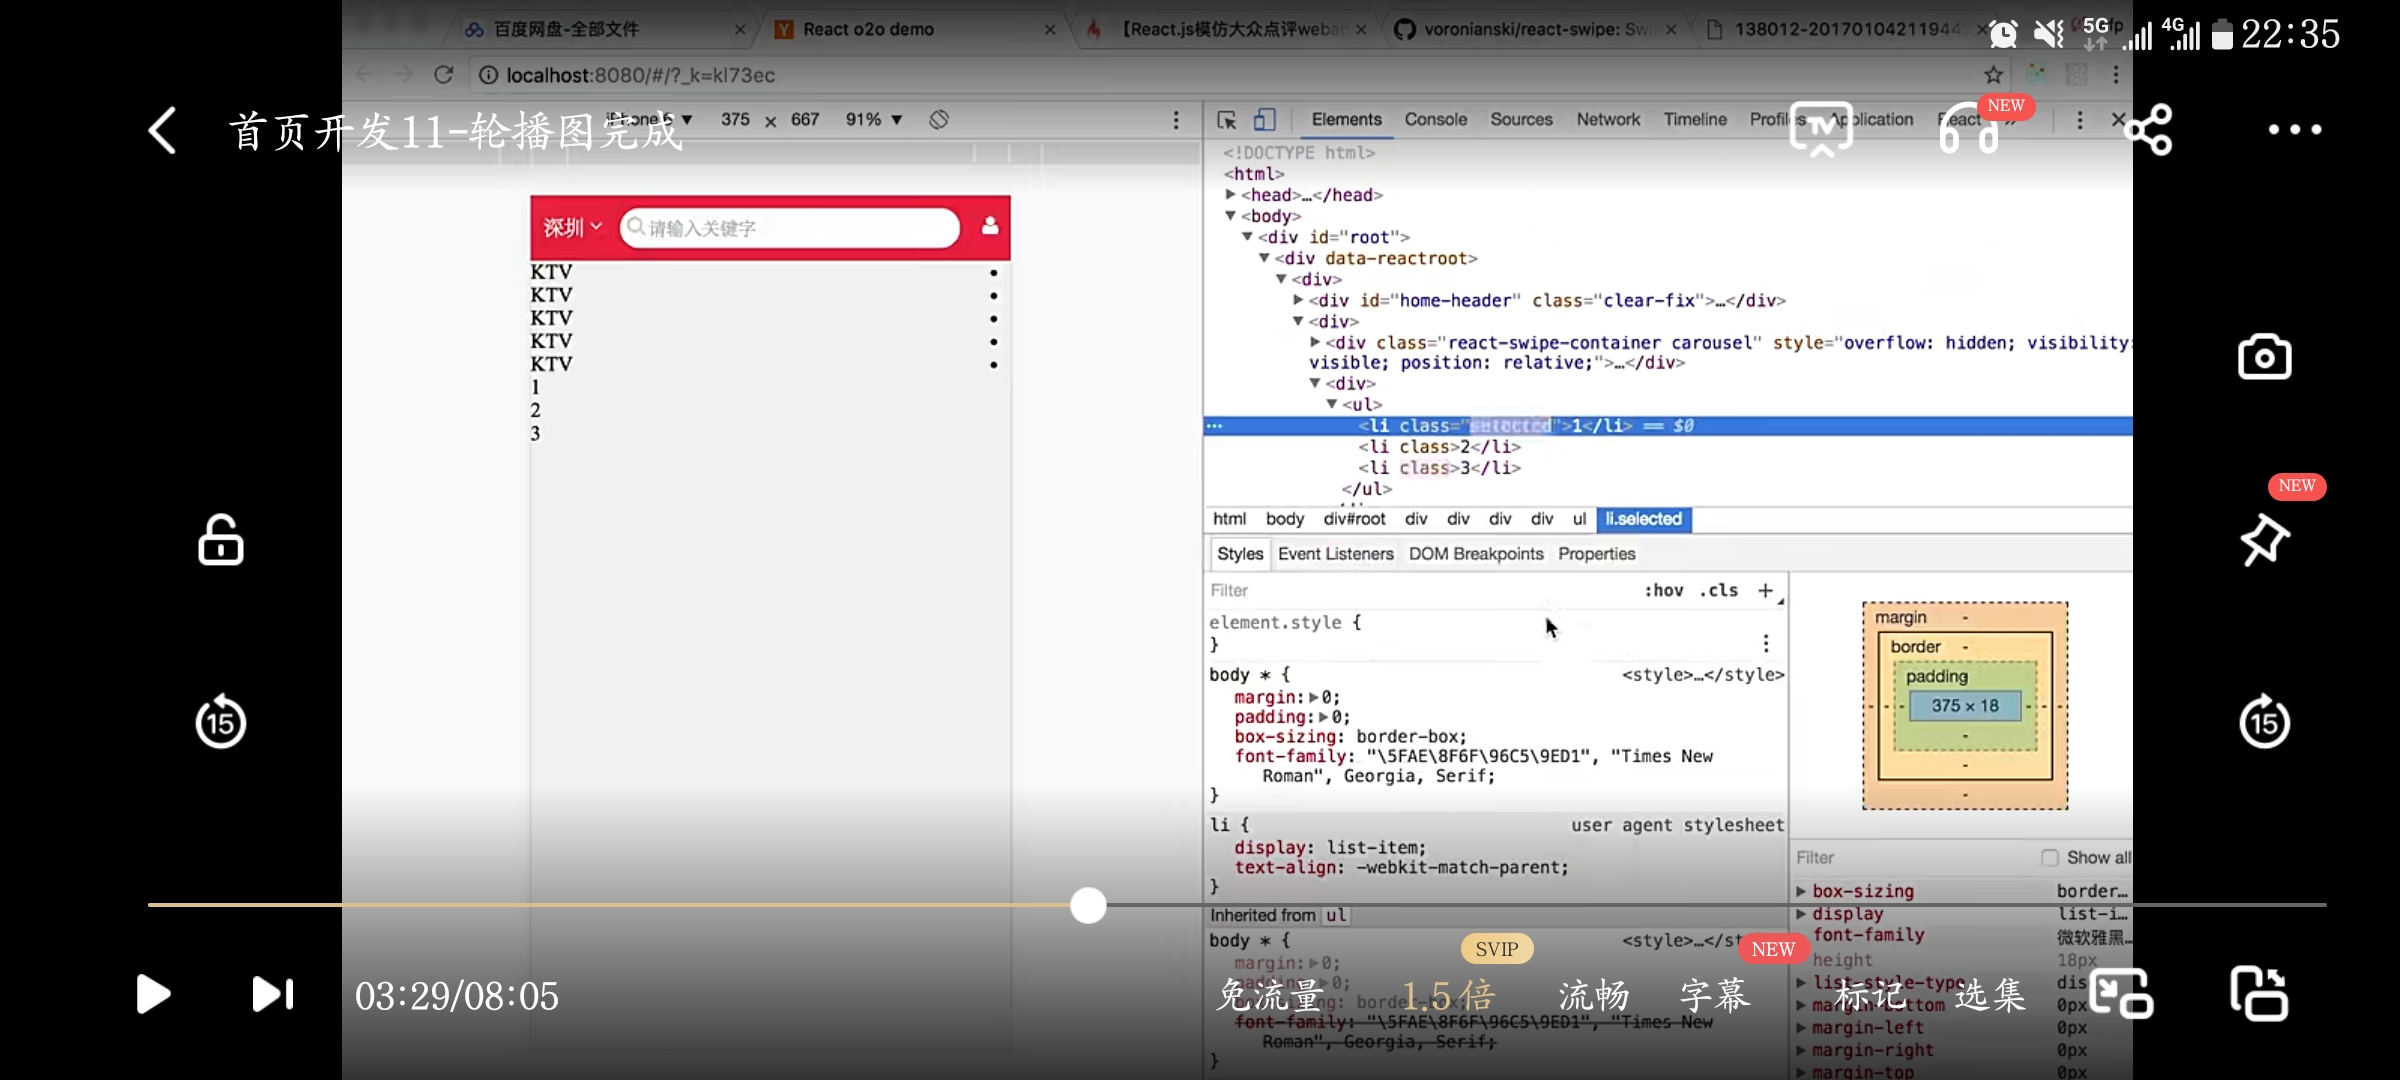 百度网盘-全部文件
React o2o demo
【React.js模仿大众点评weba
voronianski/react-swipe: Swi
138012-2017010421194
5G
4G
22:35
localhost:8080/#/?_k=kl73ec
首页开发11-轮播图完成
375 × 667
91%
Elements Console Sources Network Timeline Profiles Application React
NEW
TV
深圳
请输入关键字
KTV
KTV
KTV
KTV
KTV
1
2
3
<!DOCTYPE html>
<html>
<head>…</head>
<body>
<div id="root">
<div data-reactroot>
<div>
<div id="home-header" class="clear-fix">…</div>
<div>
<div class="react-swipe-container carousel" style="overflow: hidden; visibility:
visible; position: relative;">…</div>
<div>
<ul>
<li class="selected">1</li> == $0
<li class>2</li>
<li class>3</li>
</ul>
html body div#root div div div div ul li.selected
NEW
Styles Event Listeners DOM Breakpoints Properties
Filter :hov .cls +
element.style {
}
body * { <style>…</style>
margin: 0;
padding: 0;
box-sizing: border-box;
font-family: "\5FAE\8F6F\96C5\9ED1", "Times New
Roman", Georgia, Serif;
}
li { user agent stylesheet
display: list-item;
text-align: -webkit-match-parent;
}
Inherited from ul
body * { <style>…</st
margin: 0;
font-family: "\5FAE\8F6F\96C5\9ED1", "Times New
Roman", Georgia, Serif;
}
margin -
border -
padding
375 × 18
Filter Show all
box-sizing border…
display list-i…
font-family 微软雅黑…
height 18px
list-style-type dis
margin-bottom 0px
margin-left 0px
margin-right 0px
margin-top 0px
15
15
03:29/08:05
免流量
SVIP
1.5倍
流畅
NEW
字幕
标记
选集